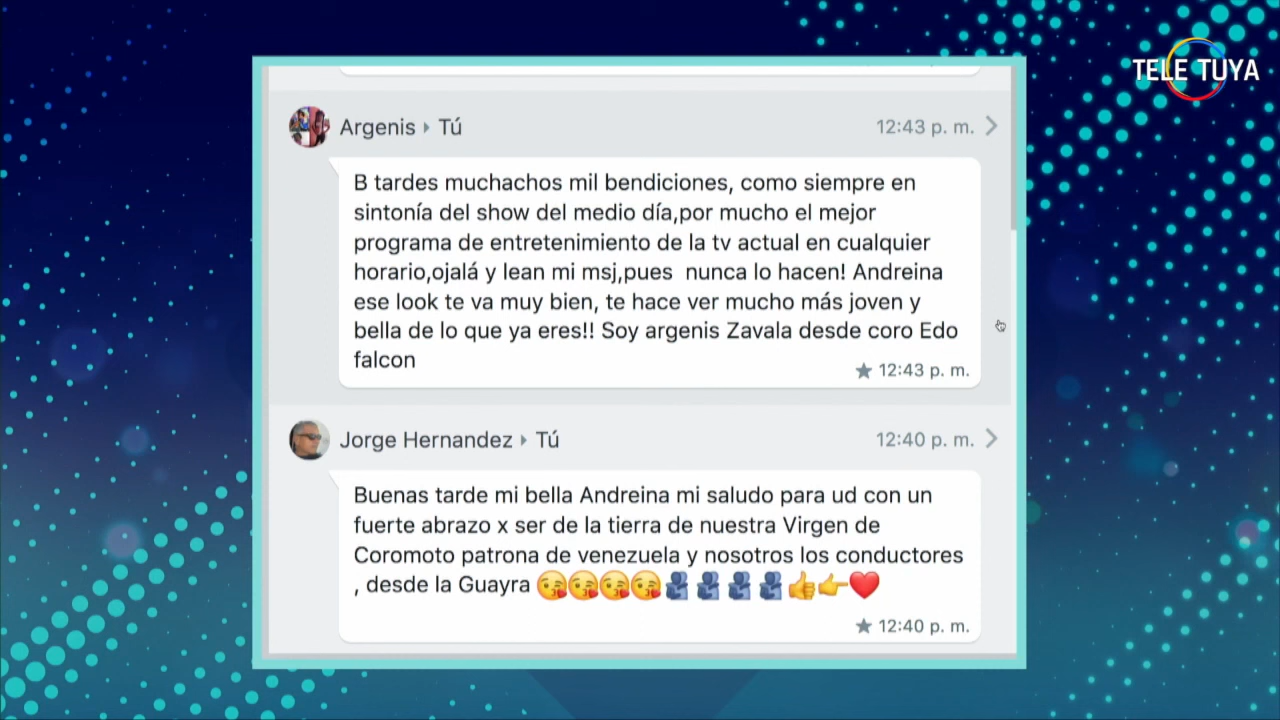 TELE TUYA
Argenis ▸ Tú
12:43 p. m.
B tardes muchachos mil bendiciones, como siempre en
sintonía del show del medio día,por mucho el mejor
programa de entretenimiento de la tv actual en cualquier
horario,ojalá y lean mi msj,pues  nunca lo hacen! Andreina
ese look te va muy bien, te hace ver mucho más joven y
bella de lo que ya eres!! Soy argenis Zavala desde coro Edo
falcon
★ 12:43 p. m.
Jorge Hernandez ▸ Tú
12:40 p. m.
Buenas tarde mi bella Andreina mi saludo para ud con un
fuerte abrazo x ser de la tierra de nuestra Virgen de
Coromoto patrona de venezuela y nosotros los conductores
, desde la Guayra 😘😘😘😘🫂🫂🫂🫂👍👉❤️
★ 12:40 p. m.